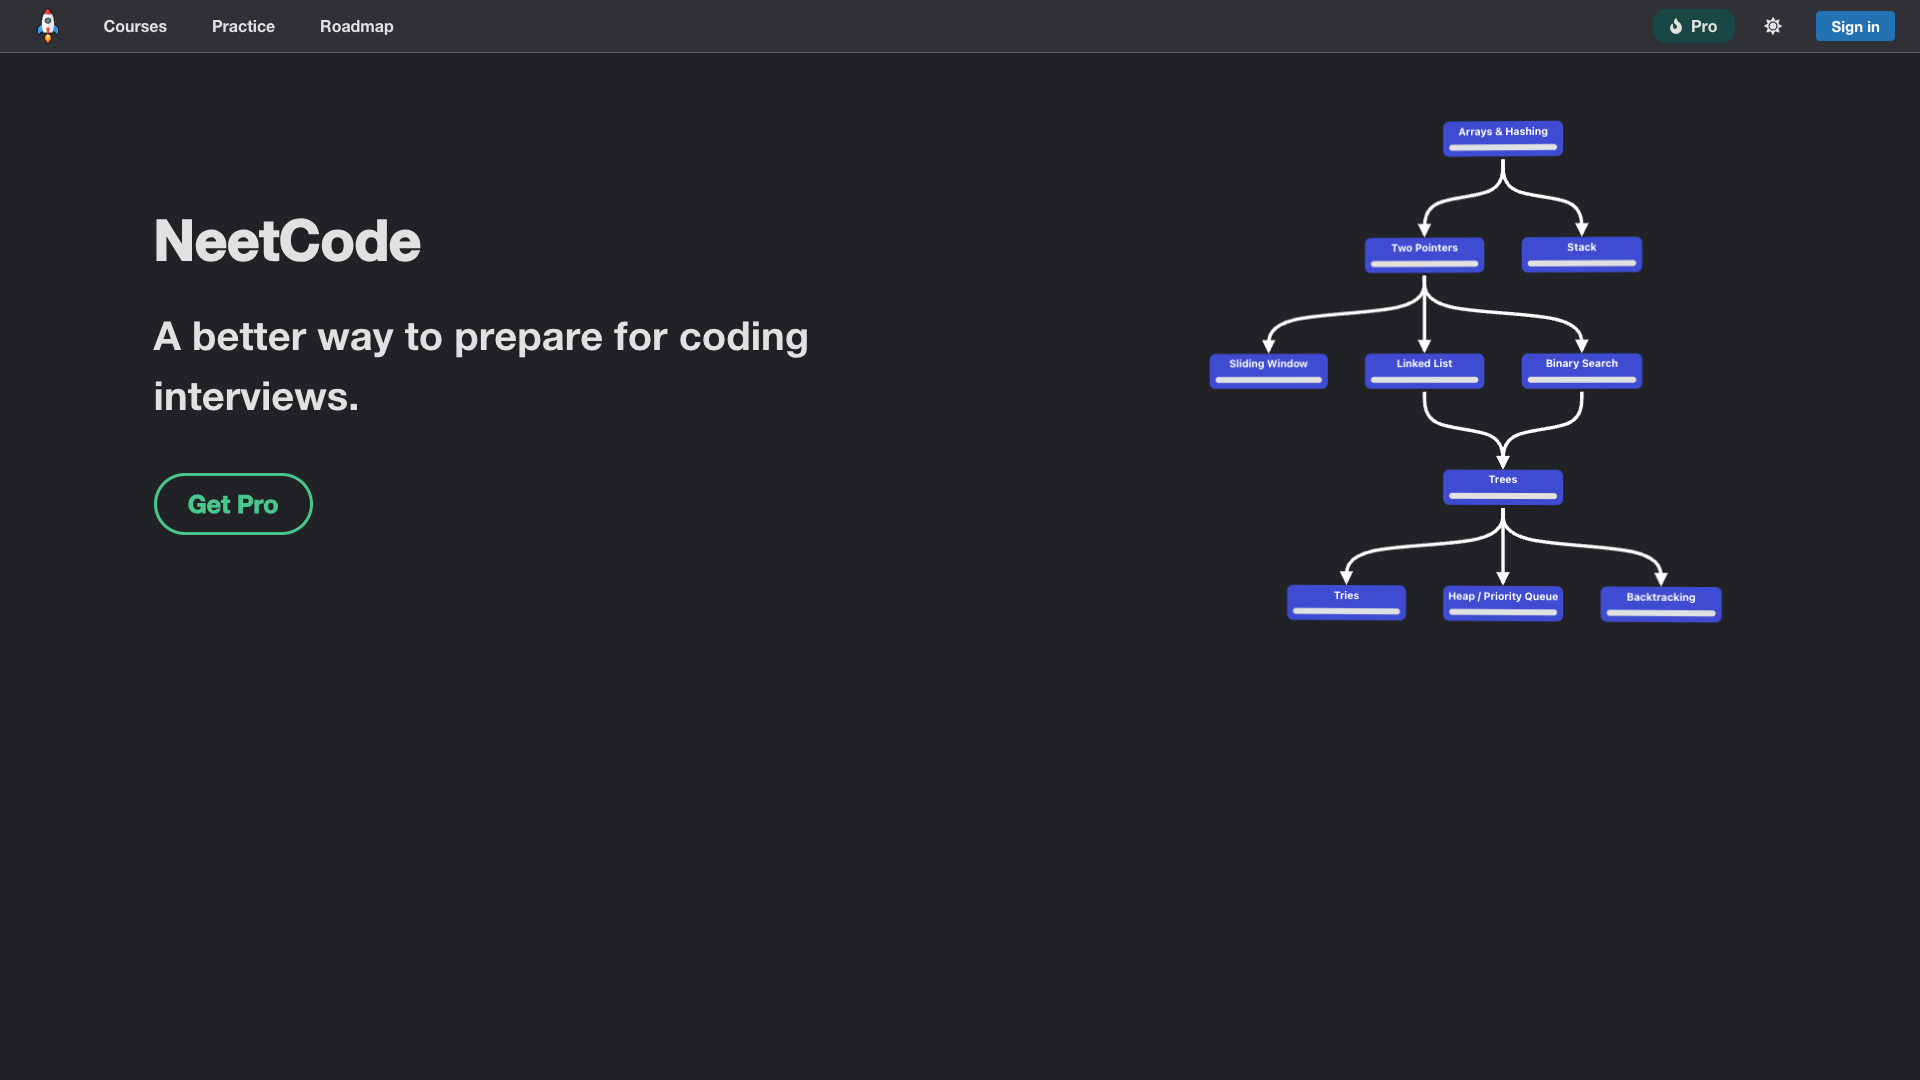 Courses Practice Roadmap Pro Sign in
NeetCode
A better way to prepare for coding
interviews.
Get Pro
Arrays & Hashing
Two Pointers Stack
Sliding Window Linked List Binary Search
Trees
Tries Heap / Priority Queue Backtracking